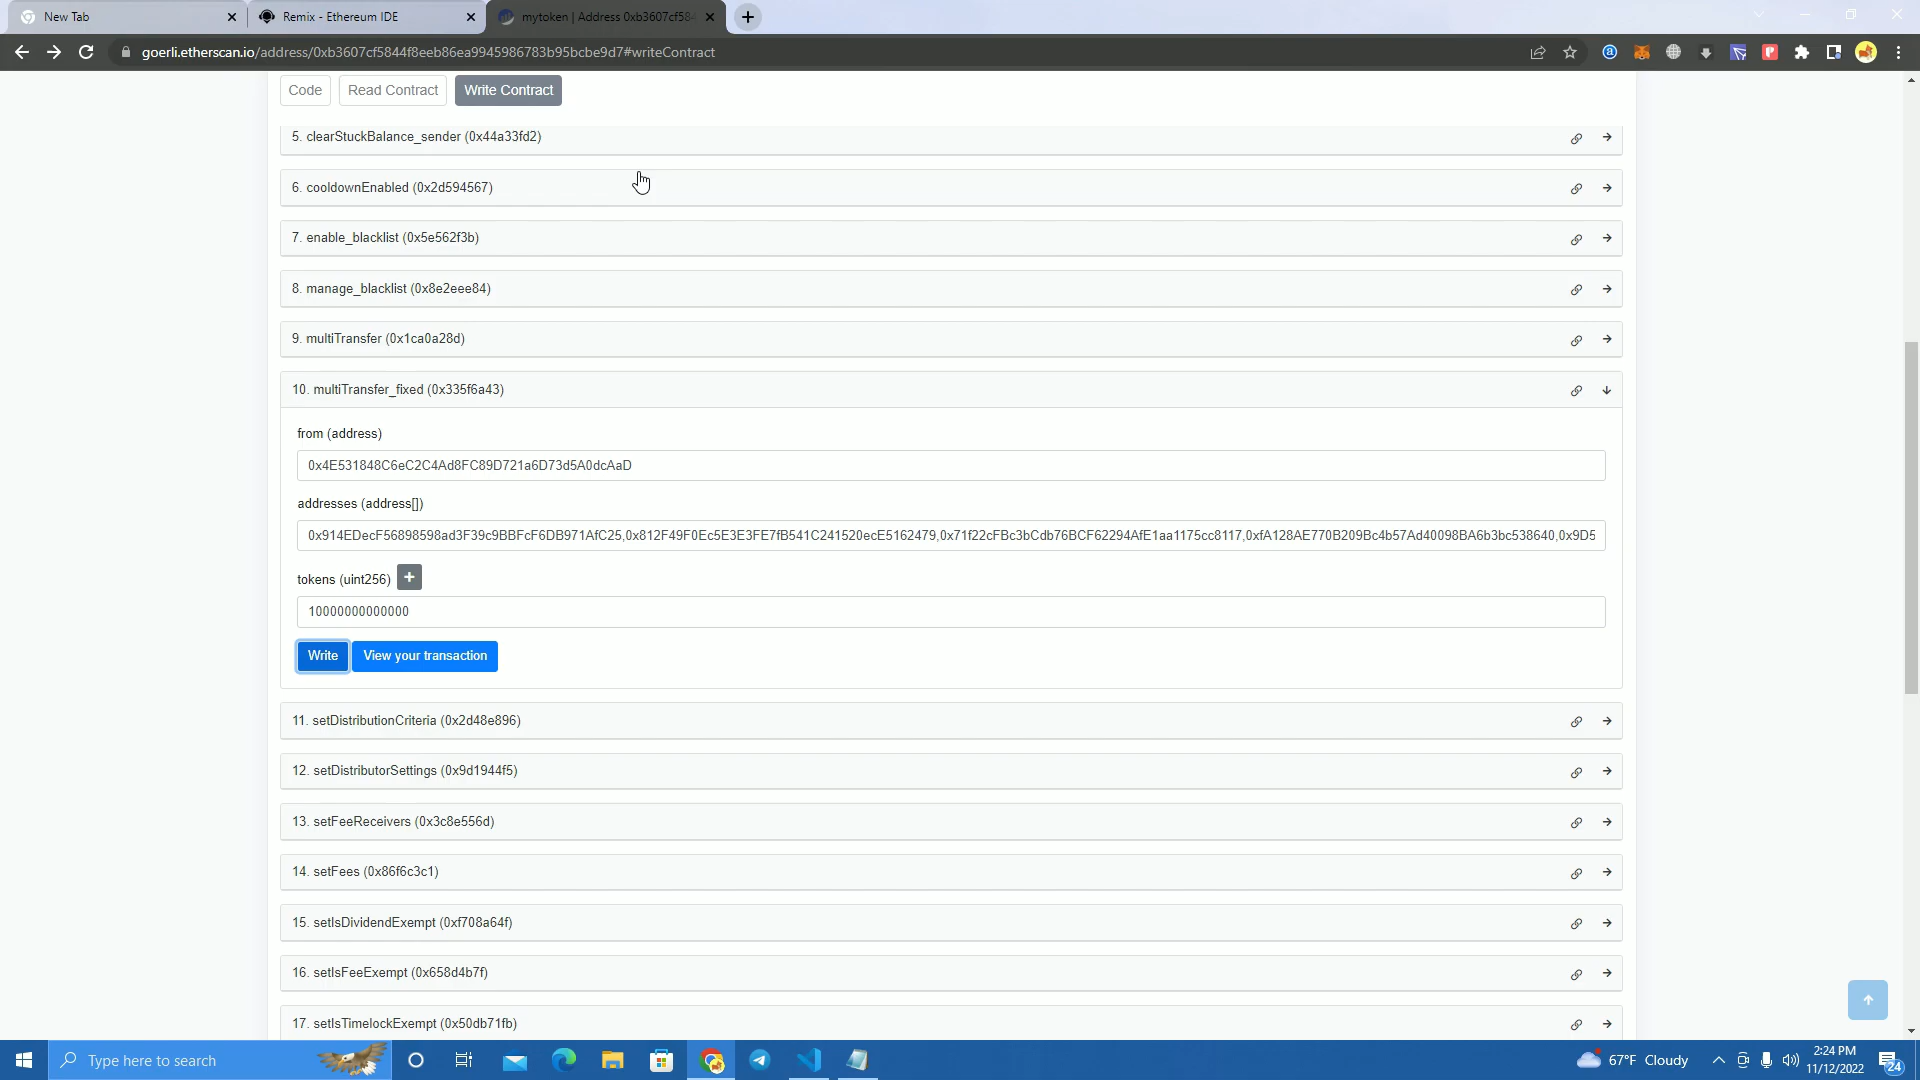 New Tab
Remix - Ethereum IDE
mytoken | Address 0xb3607cf584
goerli.etherscan.io/address/0xb3607cf5844f8eeb86ea9945986783b95bcbe9d7#writeContract
Code
Read Contract
Write Contract
5. clearStuckBalance_sender (0x44a33fd2)
6. cooldownEnabled (0x2d594567)
7. enable_blacklist (0x5e562f3b)
8. manage_blacklist (0x8e2eee84)
9. multiTransfer (0x1ca0a28d)
10. multiTransfer_fixed (0x335f6a43)
from (address)
0x4E531848C6eC2C4Ad8FC89D721a6D73d5A0dcAaD
addresses (address[])
0x914EDecF56898598ad3F39c9BBFcF6DB971AfC25,0x812F49F0Ec5E3E3FE7fB541C241520ecE5162479,0x71f22cFBc3bCdb76BCF62294AfE1aa1175cc8117,0xfA128AE770B209Bc4b57Ad40098BA6b3bc538640,0x9D5
tokens (uint256)
10000000000000
Write
View your transaction
11. setDistributionCriteria (0x2d48e896)
12. setDistributorSettings (0x9d1944f5)
13. setFeeReceivers (0x3c8e556d)
14. setFees (0x86f6c3c1)
15. setIsDividendExempt (0xf708a64f)
16. setIsFeeExempt (0x658d4b7f)
17. setIsTimelockExempt (0x50db71fb)
Type here to search
67°F Cloudy
2:24 PM
11/12/2022
24